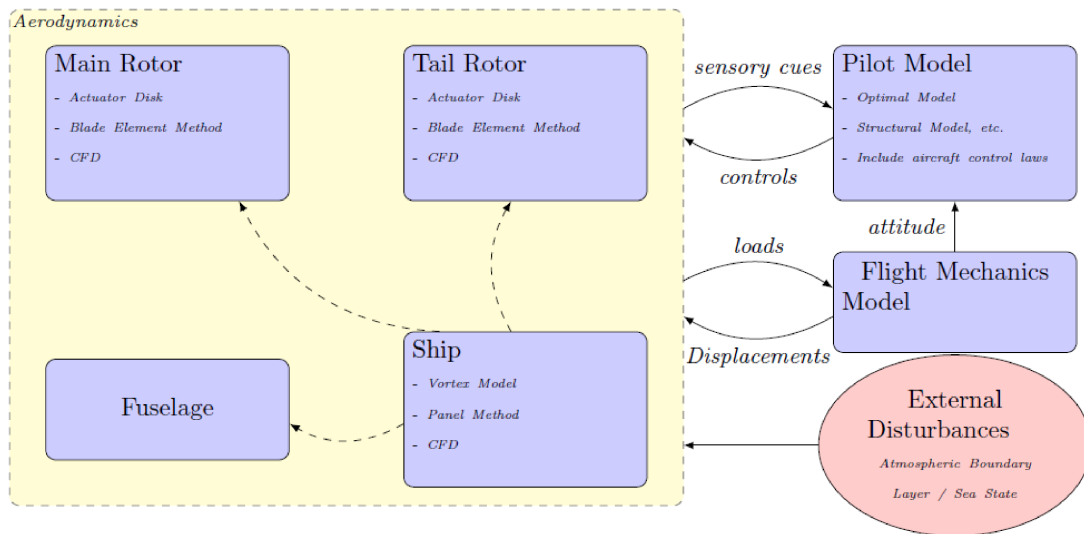 Aerodynamics
Main Rotor
- Actuator Disk
- Blade Element Method
- CFD
Tail Rotor
- Actuator Disk
- Blade Element Method
- CFD
sensory cues
controls
Pilot Model
- Optimal Model
- Structural Model, etc.
- Include aircraft control laws
attitude
loads
Displacements
Flight Mechanics
Model
Ship
- Vortex Model
- Panel Method
- CFD
Fuselage
External
Disturbances
Atmospheric Boundary
Layer / Sea State